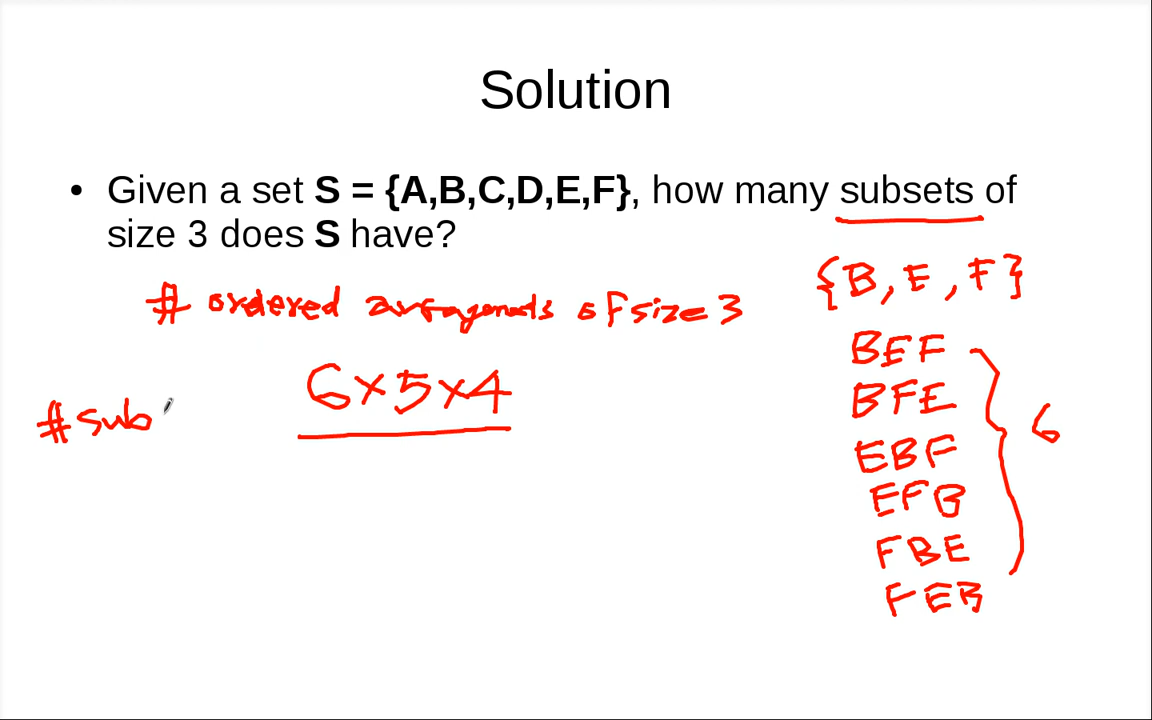 Solution
• Given a set S = {A,B,C,D,E,F}, how many subsets of
size 3 does S have?
{B, E, F}
# ordered of size 3
BEF
6×5×4
BFE
#sub
6
EBF
EFB
FBE
FEB